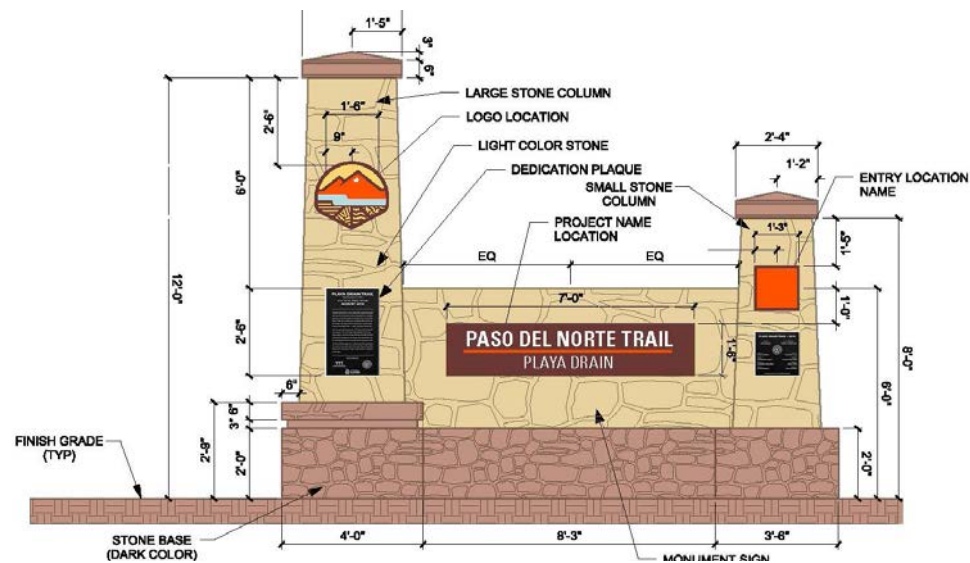 1'-5"
3"
6"
LARGE STONE COLUMN
1'-6"
LOGO LOCATION
2'-6"
9"
LIGHT COLOR STONE
2'-4"
DEDICATION PLAQUE
1'-2"
ENTRY LOCATION
NAME
SMALL STONE
COLUMN
6'-0"
PROJECT NAME
LOCATION
1'-3"
1'-5"
EQ
EQ
12'-0"
7'-0"
1'-0"
PLAYA DRAIN TRAIL
2'-6"
PASO DEL NORTE TRAIL
PLAYA DRAIN
1'-6"
8'-0"
6'-0"
6"
6"
3"
2'-9"
2'-0"
2'-0"
FINISH GRADE
(TYP)
STONE BASE
(DARK COLOR)
4'-0"
8'-3"
3'-6"
MONUMENT SIGN